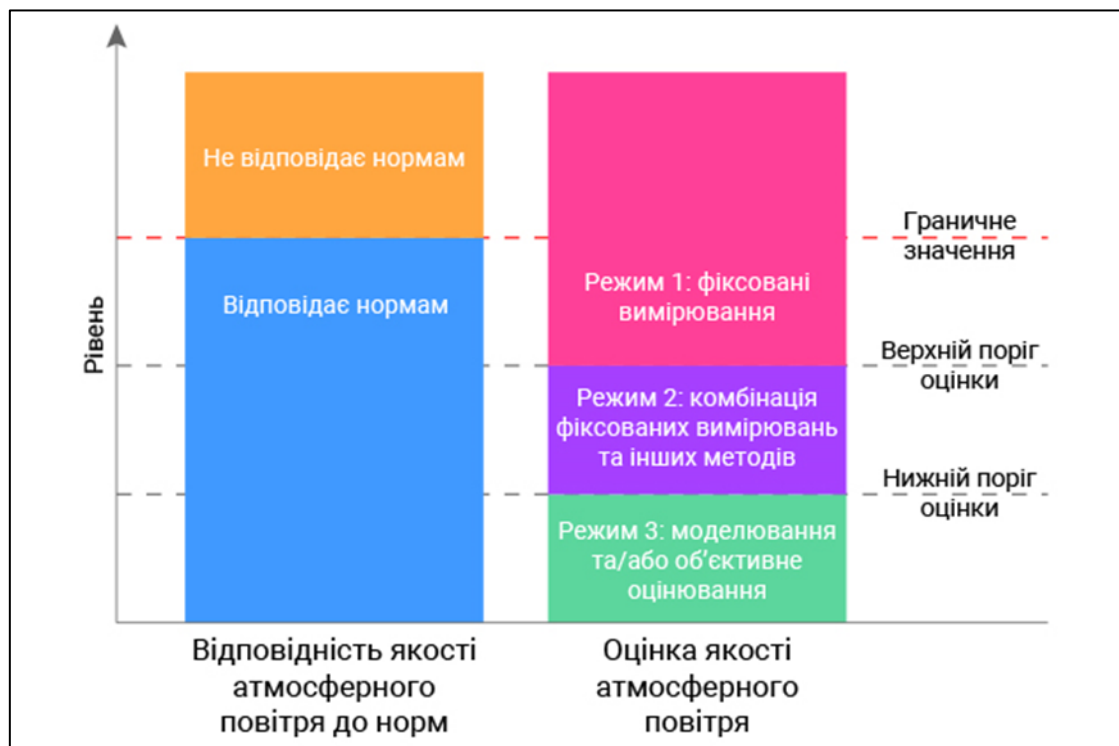 Рівень
Не відповідає нормам
Відповідає нормам
Режим 1: фіксовані
вимірювання
Режим 2: комбінація
фіксованих вимірювань
та інших методів
Режим 3: моделювання
та/або об’єктивне
оцінювання
Граничне
значення
Верхній поріг
оцінки
Нижній поріг
оцінки
Відповідність якості
атмосферного
повітря до норм
Оцінка якості
атмосферного
повітря